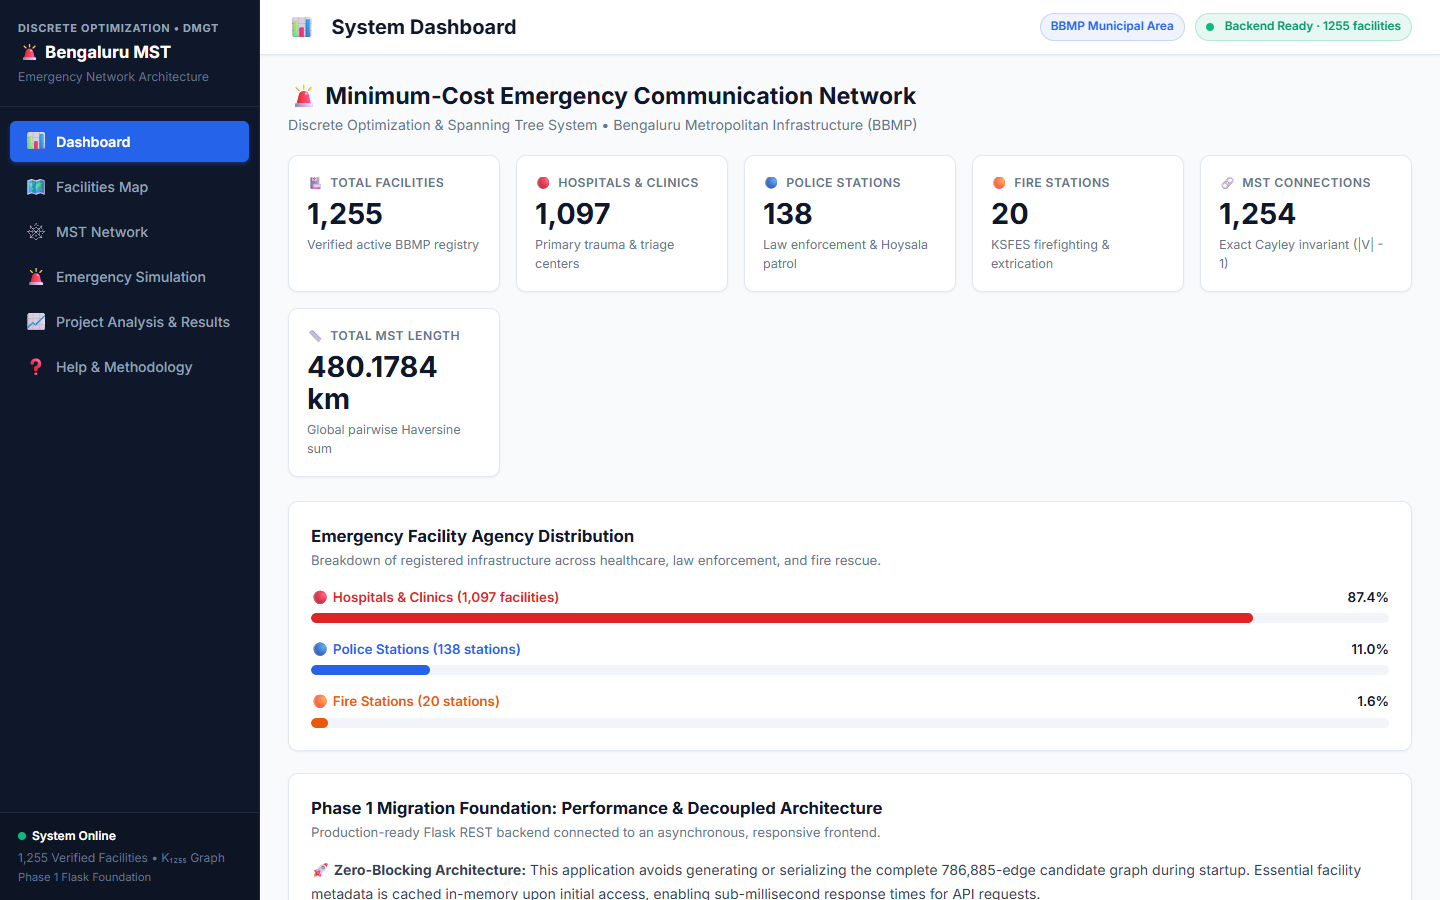 DISCRETE OPTIMIZATION • DMGT
Bengaluru MST
Emergency Network Architecture
Dashboard
Facilities Map
MST Network
Emergency Simulation
Project Analysis & Results
Help & Methodology
System Online
1,255 Verified Facilities • K₁₂₅₅ Graph
Phase 1 Flask Foundation
System Dashboard
BBMP Municipal Area
Backend Ready · 1255 facilities
Minimum-Cost Emergency Communication Network
Discrete Optimization & Spanning Tree System • Bengaluru Metropolitan Infrastructure (BBMP)
TOTAL FACILITIES
1,255
Verified active BBMP registry
HOSPITALS & CLINICS
1,097
Primary trauma & triage
centers
POLICE STATIONS
138
Law enforcement & Hoysala
patrol
FIRE STATIONS
20
KSFES firefighting &
extrication
MST CONNECTIONS
1,254
Exact Cayley invariant (|V| -
1)
TOTAL MST LENGTH
480.1784
km
Global pairwise Haversine
sum
Emergency Facility Agency Distribution
Breakdown of registered infrastructure across healthcare, law enforcement, and fire rescue.
Hospitals & Clinics (1,097 facilities) 87.4%
Police Stations (138 stations) 11.0%
Fire Stations (20 stations) 1.6%
Phase 1 Migration Foundation: Performance & Decoupled Architecture
Production-ready Flask REST backend connected to an asynchronous, responsive frontend.
Zero-Blocking Architecture: This application avoids generating or serializing the complete 786,885-edge candidate graph during startup. Essential facility
metadata is cached in-memory upon initial access, enabling sub-millisecond response times for API requests.